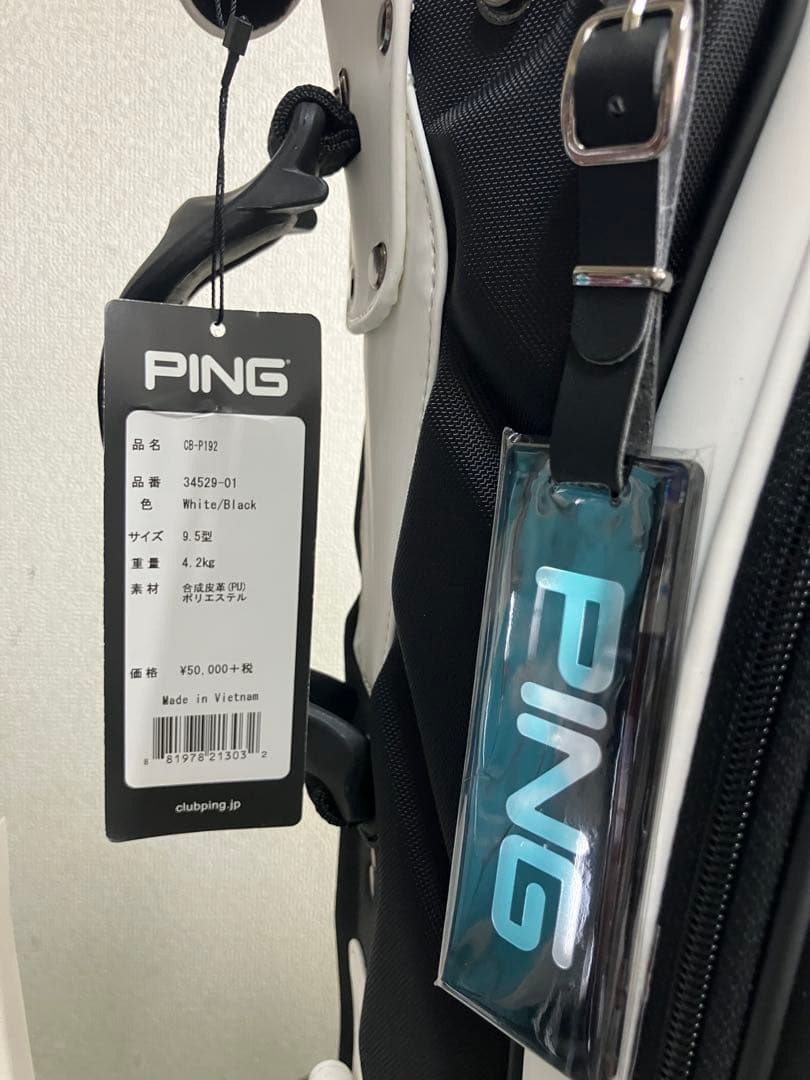 PING
品名 CB-P192
品番 34529-01
色 White/Black
サイズ 9.5型
重量 4.2kg
素材 合成皮革(PU)
ポリエステル
価格 ¥50,000+税
Made in Vietnam
8 81978 21303 2
clubping.jp
PING